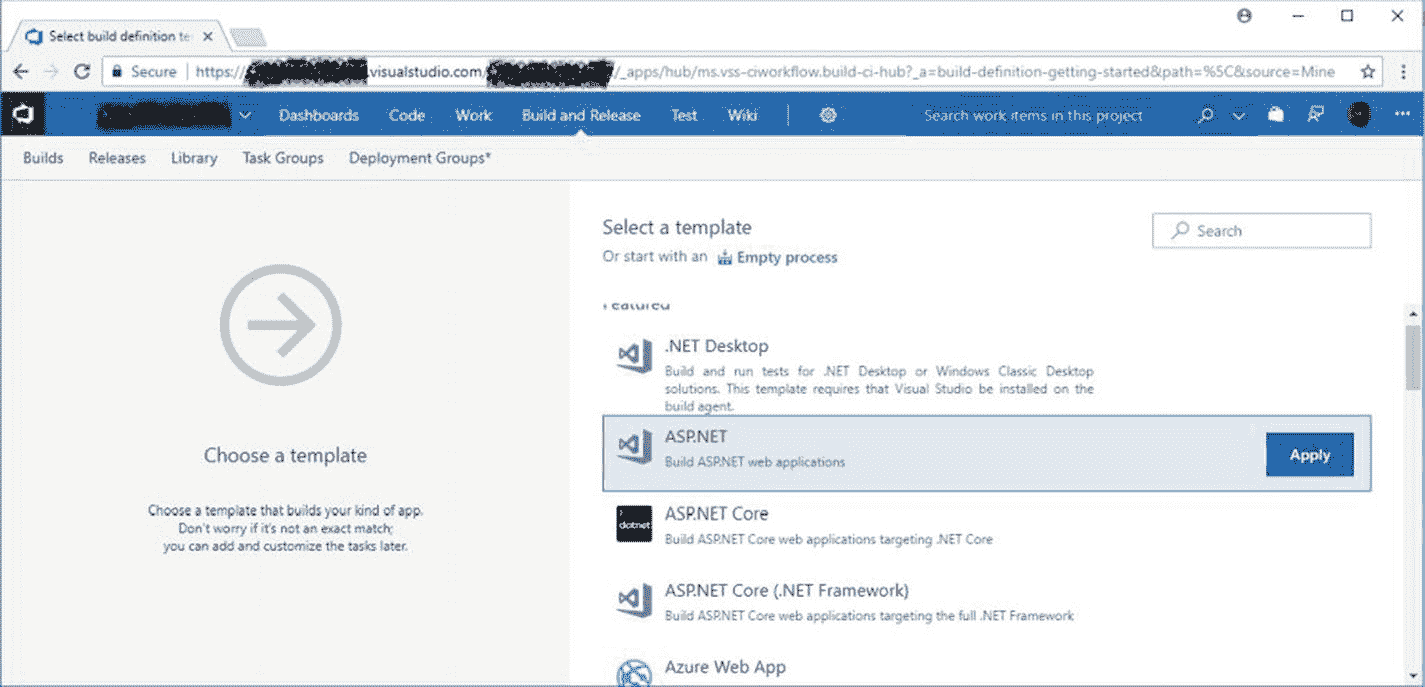 Select build definition te
Secure https:// .visualstudio.com /_apps/hub/ms.vss-ciworkflow.build-ci-hub?_a=build-definition-getting-started&path=%5C&source=Mine
Dashboards Code Work Build and Release Test Wiki Search work items in this project
Builds Releases Library Task Groups Deployment Groups*
Select a template
Search
Or start with an Empty process
Featured
.NET Desktop
Build and run tests for .NET Desktop or Windows Classic Desktop
solutions. This template requires that Visual Studio be installed on the
build agent.
ASP.NET
Build ASP.NET web applications
Apply
ASP.NET Core
dotnet
Build ASP.NET Core web applications targeting .NET Core
ASP.NET Core (.NET Framework)
Build ASP.NET Core web applications targeting the full .NET Framework
Azure Web App
Choose a template
Choose a template that builds your kind of app.
Don't worry if it's not an exact match;
you can add and customize the tasks later.